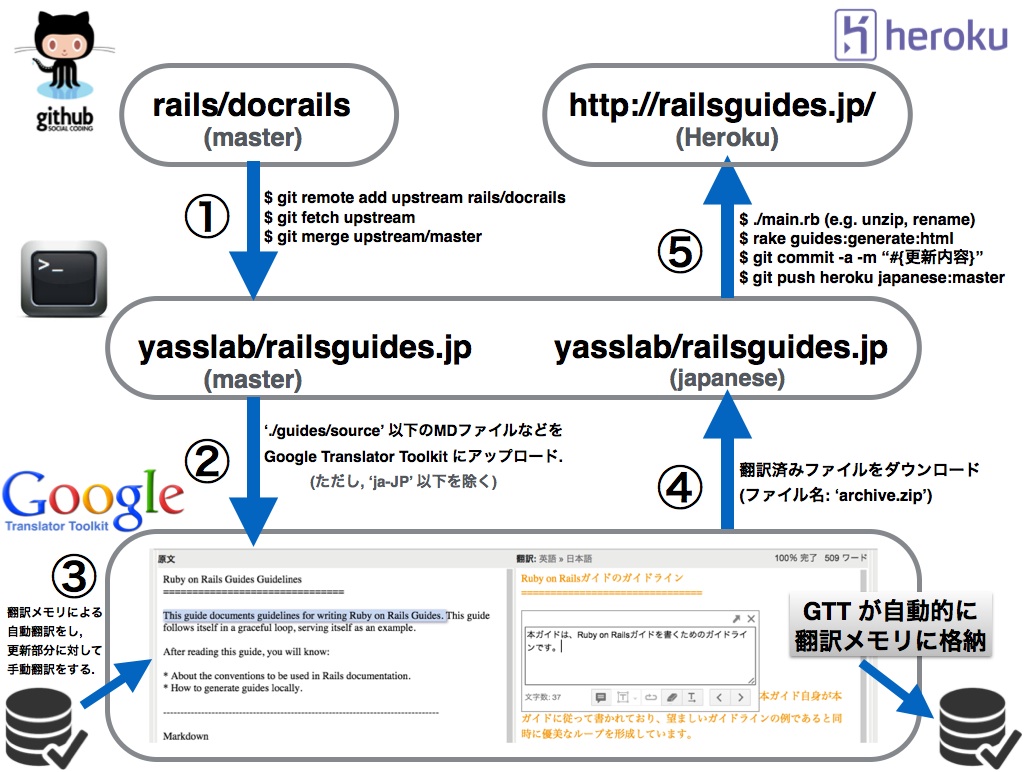 github
SOCIAL CODING
heroku
rails/docrails
(master)
http://railsguides.jp/
(Heroku)
①
$ git remote add upstream rails/docrails
$ git fetch upstream
$ git merge upstream/master
⑤
$ ./main.rb (e.g. unzip, rename)
$ rake guides:generate:html
$ git commit -a -m “#{更新内容}”
$ git push heroku japanese:master
>_
yasslab/railsguides.jp
(master)
yasslab/railsguides.jp
(japanese)
②
‘./guides/source’ 以下のMDファイルなどを
Google Translator Toolkit にアップロード.
(ただし, ‘ja-JP’ 以下を除く)
④
翻訳済みファイルをダウンロード
(ファイル名: ‘archive.zip’)
Google
Translator Toolkit
③
翻訳メモリによる
自動翻訳をし,
更新部分に対して
手動翻訳をする.
原文
Ruby on Rails Guides Guidelines
===============================
This guide documents guidelines for writing Ruby on Rails Guides. This guide
follows itself in a graceful loop, serving itself as an example.
After reading this guide, you will know:
* About the conventions to be used in Rails documentation.
* How to generate guides locally.
--------------------------------------------------------------------------------
Markdown
翻訳: 英語 » 日本語
100% 完了 509 ワード
Ruby on Railsガイドのガイドライン
===============================
本ガイドは、Ruby on Railsガイドを書くためのガイドライ
ンです。
文字数: 37
本ガイド自身が本
ガイドに従って書かれており、望ましいガイドラインの例であると同
時に優美なループを形成しています。
GTT が自動的に
翻訳メモリに格納